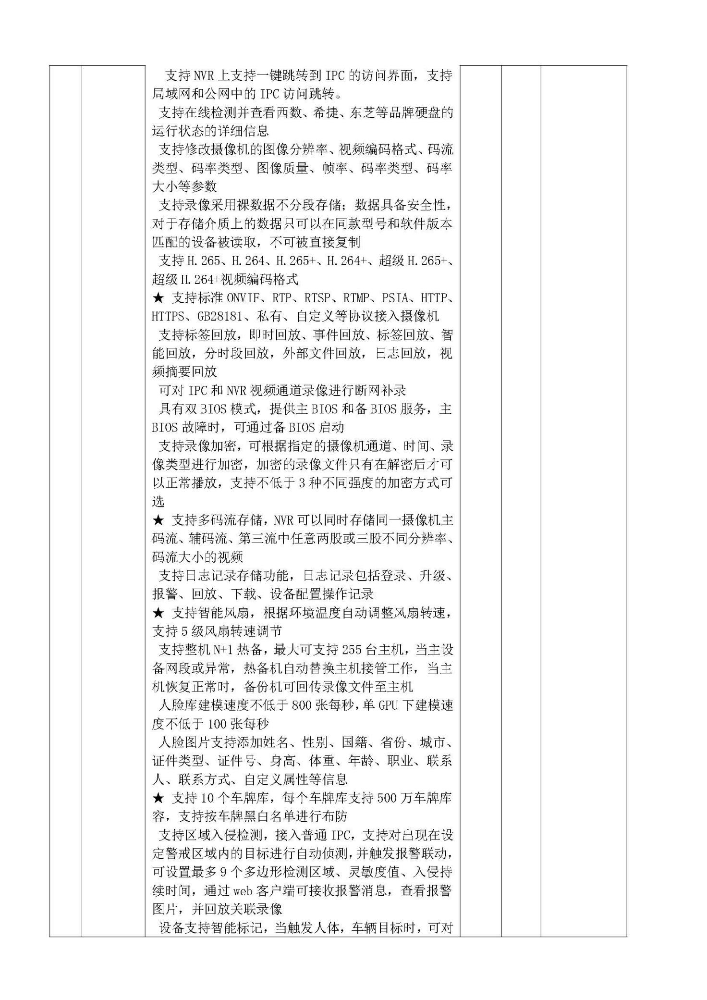 支持 NVR 上支持一键跳转到 IPC 的访问界面，支持
局域网和公网中的 IPC 访问跳转。
支持在线检测并查看西数、希捷、东芝等品牌硬盘的
运行状态的详细信息
支持修改摄像机的图像分辨率、视频编码格式、码流
类型、码率类型、图像质量、帧率、码率类型、码率
大小等参数
支持录像采用裸数据不分段存储；数据具备安全性，
对于存储介质上的数据只可以在同款型号和软件版本
匹配的设备被读取，不可被直接复制
支持 H.265、H.264、H.265+、H.264+、超级 H.265+、
超级 H.264+视频编码格式
★ 支持标准 ONVIF、RTP、RTSP、RTMP、PSIA、HTTP、
HTTPS、GB28181、私有、自定义等协议接入摄像机
支持标签回放，即时回放、事件回放、标签回放、智
能回放，分时段回放，外部文件回放，日志回放，视
频摘要回放
可对 IPC 和 NVR 视频通道录像进行断网补录
具有双 BIOS 模式，提供主 BIOS 和备 BIOS 服务，主
BIOS 故障时，可通过备 BIOS 启动
支持录像加密，可根据指定的摄像机通道、时间、录
像类型进行加密，加密的录像文件只有在解密后才可
以正常播放，支持不低于 3 种不同强度的加密方式可
选
★ 支持多码流存储，NVR 可以同时存储同一摄像机主
码流、辅码流、第三流中任意两股或三股不同分辨率、
码流大小的视频
支持日志记录存储功能，日志记录包括登录、升级、
报警、回放、下载、设备配置操作记录
★ 支持智能风扇，根据环境温度自动调整风扇转速，
支持 5 级风扇转速调节
支持整机 N+1 热备，最大可支持 255 台主机，当主设
备网段或异常，热备机自动替换主机接管工作，当主
机恢复正常时，备份机可回传录像文件至主机
人脸库建模速度不低于 800 张每秒，单 GPU 下建模速
度不低于 100 张每秒
人脸图片支持添加姓名、性别、国籍、省份、城市、
证件类型、证件号、身高、体重、年龄、职业、联系
人、联系方式、自定义属性等信息
★ 支持 10 个车牌库，每个车牌库支持 500 万车牌库
容，支持按车牌黑白名单进行布防
支持区域入侵检测，接入普通 IPC，支持对出现在设
定警戒区域内的目标进行自动侦测，并触发报警联动，
可设置最多 9 个多边形检测区域、灵敏度值、入侵持
续时间，通过 web 客户端可接收报警消息，查看报警
图片，并回放关联录像
设备支持智能标记，当触发人体，车辆目标时，可对